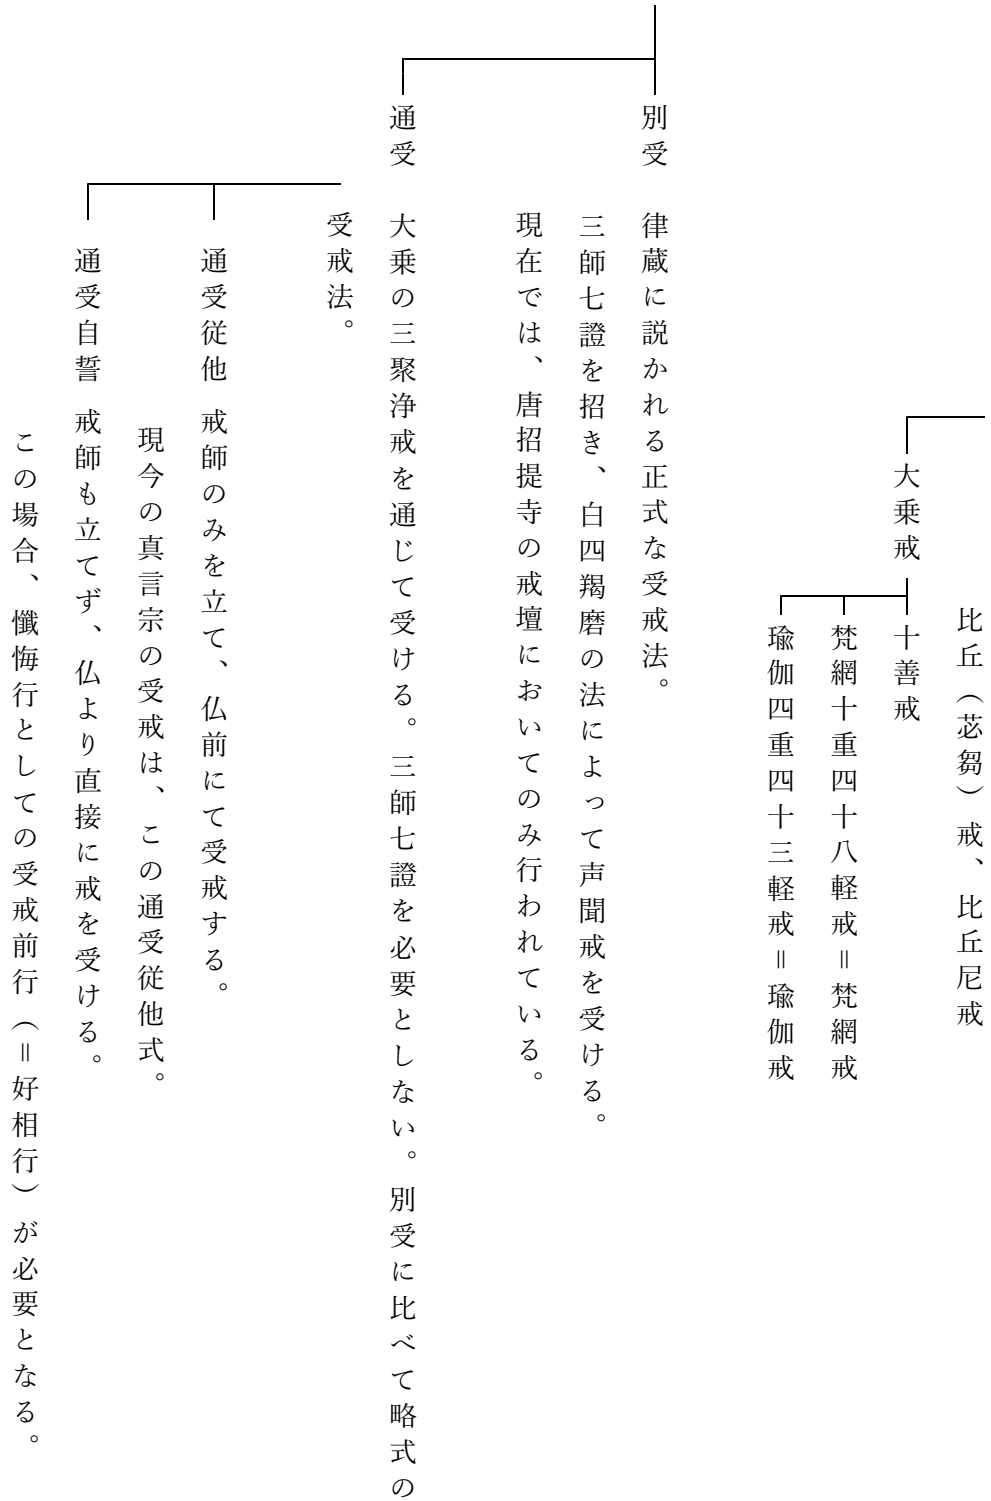 比丘（苾芻）戒、比丘尼戒
大乗戒
十善戒
梵網十重四十八軽戒＝梵網戒
瑜伽四重四十三軽戒＝瑜伽戒
別受
律蔵に説かれる正式な受戒法。
三師七證を招き、白四羯磨の法によって声聞戒を受ける。
現在では、唐招提寺の戒壇においてのみ行われている。
通受
大乗の三聚浄戒を通じて受ける。三師七證を必要としない。別受に比べて略式の
受戒法。
通受従他　戒師のみを立て、仏前にて受戒する。
現今の真言宗の受戒は、この通受従他式。
通受自誓　戒師も立てず、仏より直接に戒を受ける。
この場合、懺悔行としての受戒前行（＝好相行）が必要となる。